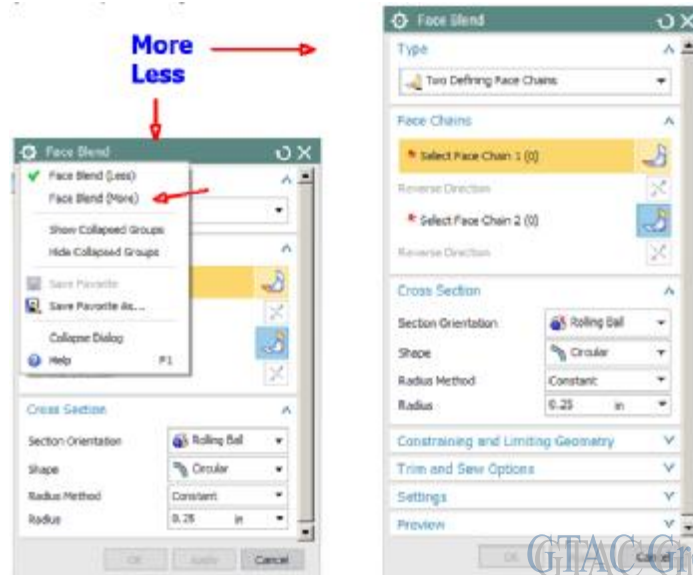 More
Less
Face Blend
Face Blend (Less)
Face Blend (More)
Show Collapsed Groups
Hide Collapsed Groups
Save Favorite
Save Favorite As...
Collapse Dialog
Help F1
Cross Section
Section Orientation Rolling Ball
Shape Circular
Radius Method Constant
Radius 0.25 in
OK Apply Cancel
Face Blend
Type
Two Defining Face Chains
Face Chains
* Select Face Chain 1 (0)
Reverse Direction
* Select Face Chain 2 (0)
Reverse Direction
Cross Section
Section Orientation Rolling Ball
Shape Circular
Radius Method Constant
Radius 0.25 in
Constraining and Limiting Geometry
Trim and Sew Options
Settings
Preview
OK Cancel
GTAC Gr